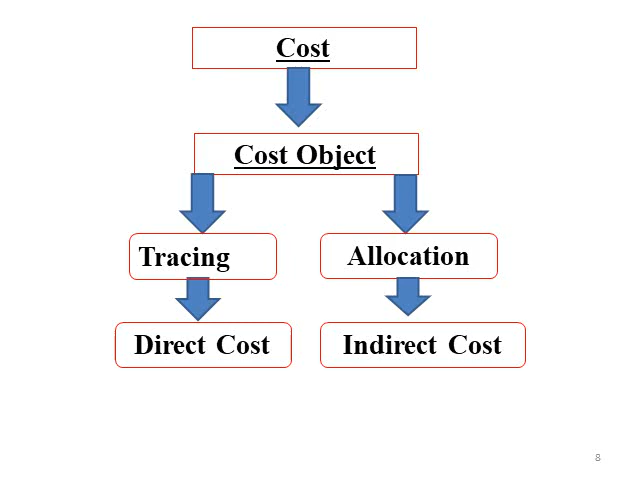 Cost
Cost Object
Tracing
Allocation
Direct Cost
Indirect Cost
8